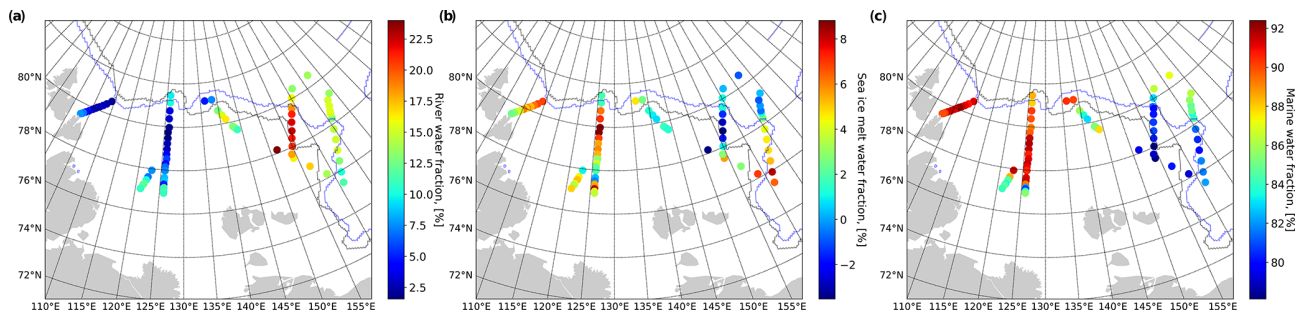 (a)
80°N
78°N
76°N
74°N
72°N
110°E 115°E 120°E 125°E 130°E 135°E 140°E 145°E 150°E 155°E
22.5
20.0
17.5
15.0
12.5
10.0
7.5
5.0
2.5
River water fraction, [%]
(b)
80°N
78°N
76°N
74°N
72°N
110°E 115°E 120°E 125°E 130°E 135°E 140°E 145°E 150°E 155°E
8
6
4
2
0
−2
Sea ice melt water fraction, [%]
(c)
80°N
78°N
76°N
74°N
72°N
110°E 115°E 120°E 125°E 130°E 135°E 140°E 145°E 150°E 155°E
92
90
88
86
84
82
80
Marine water fraction, [%]